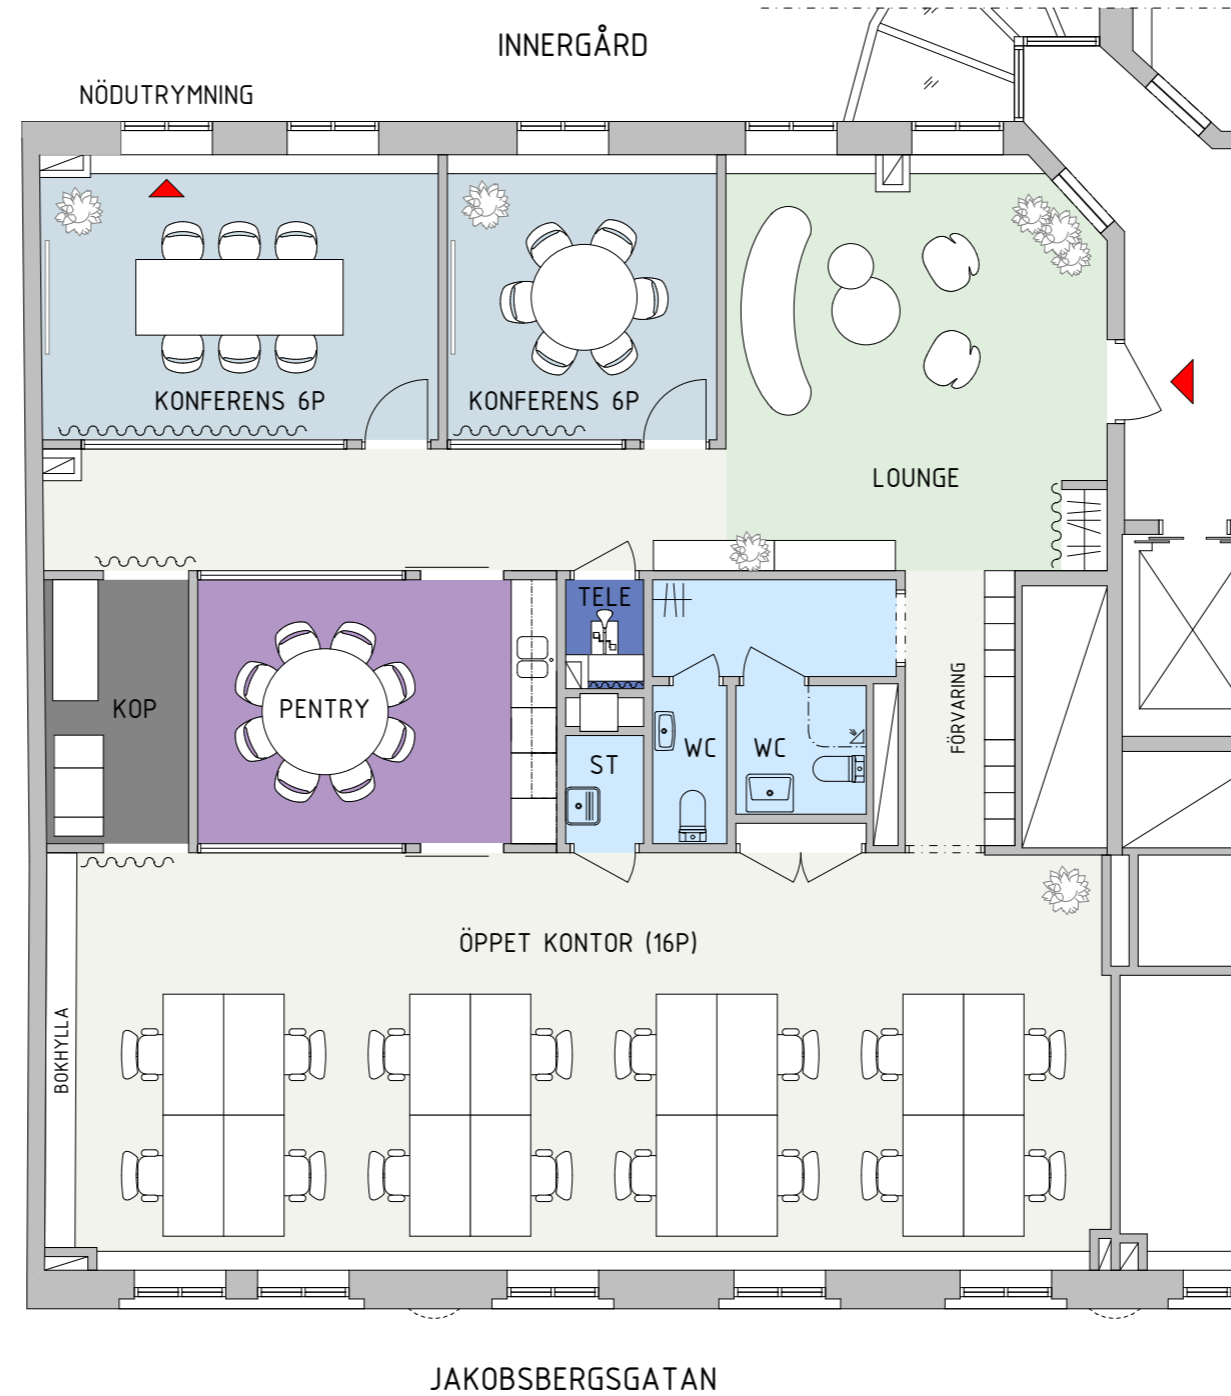 INNERGÅRD
NÖDUTRYMNING
KONFERENS 6P
KONFERENS 6P
LOUNGE
TELE
KOP
PENTRY
ST
WC
WC
FÖRVARING
ÖPPET KONTOR (16P)
BOKHYLLA
JAKOBSBERGSGATAN